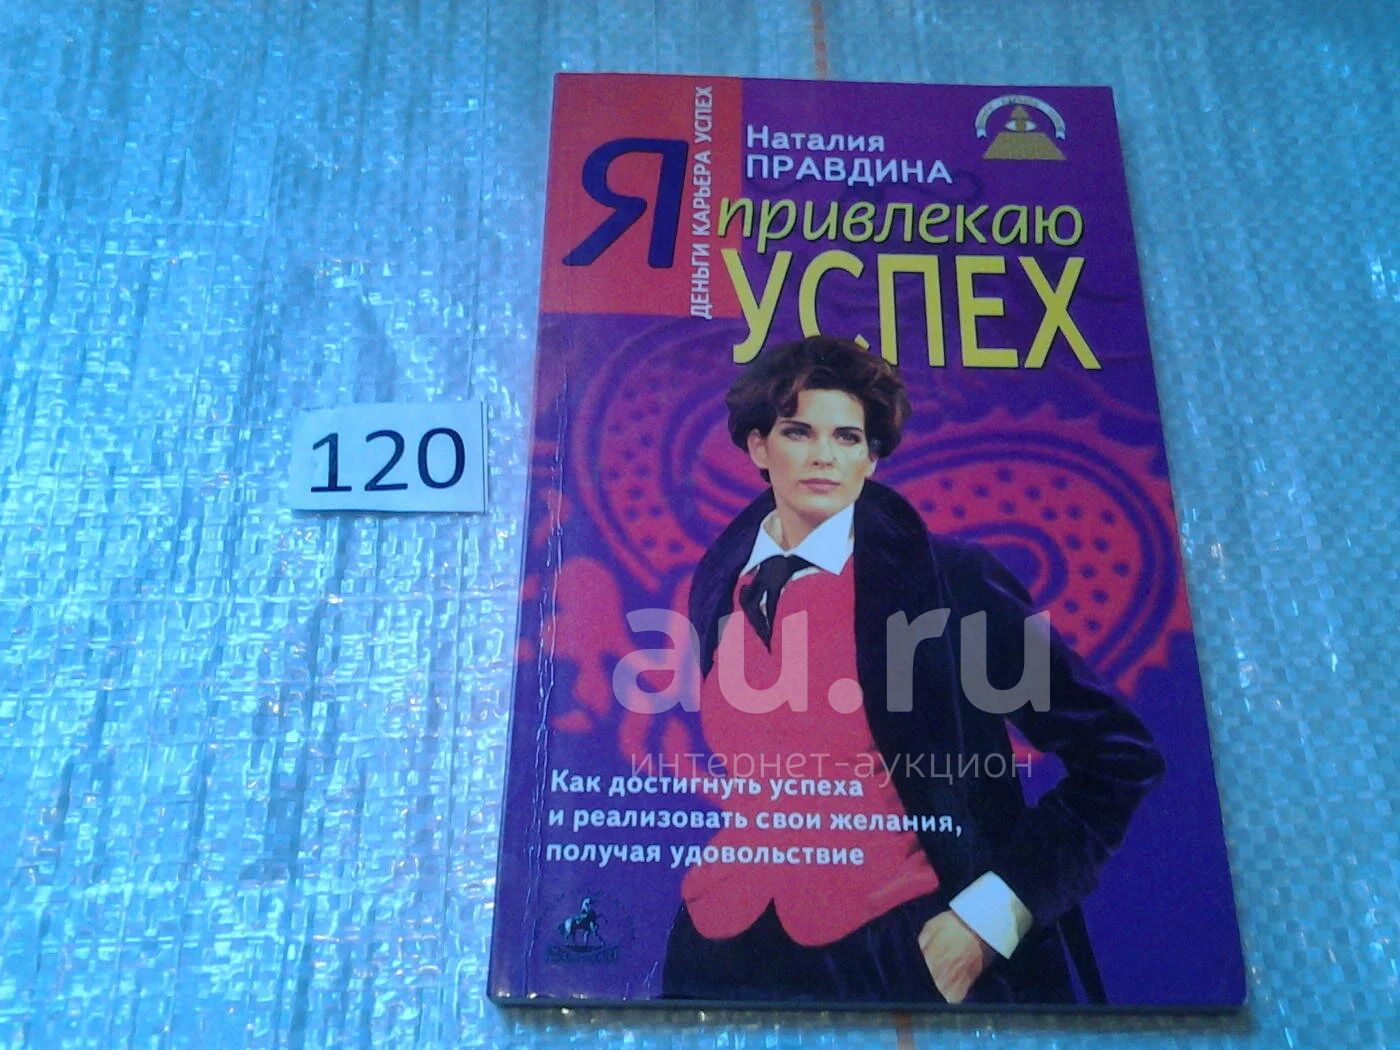 120
ДЕНЬГИ КАРЬЕРА УСПЕХ
Наталия
ПРАВДИНА
Я привлекаю
УСПЕХ
au.ru
интернет-аукцион
Как достигнуть успеха
и реализовать свои желания,
получая удовольствие